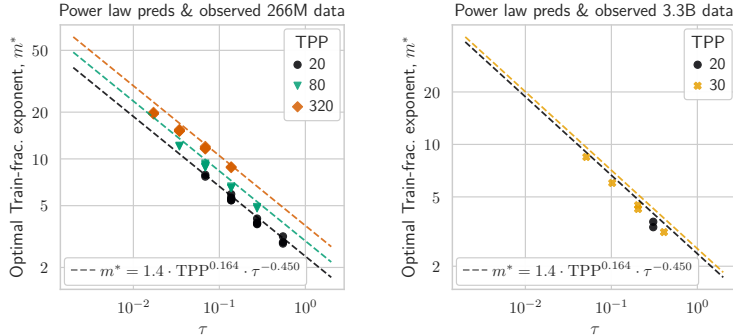 Power law preds & observed 266M data
Optimal Train-frac. exponent, m*
50
20
10
5
2
TPP
20
80
320
m* = 1.4 · TPP^0.164 · τ^−0.450
10^−2
10^−1
10^0
τ
Power law preds & observed 3.3B data
Optimal Train-frac. exponent, m*
20
10
5
2
TPP
20
30
m* = 1.4 · TPP^0.164 · τ^−0.450
10^−2
10^−1
10^0
τ